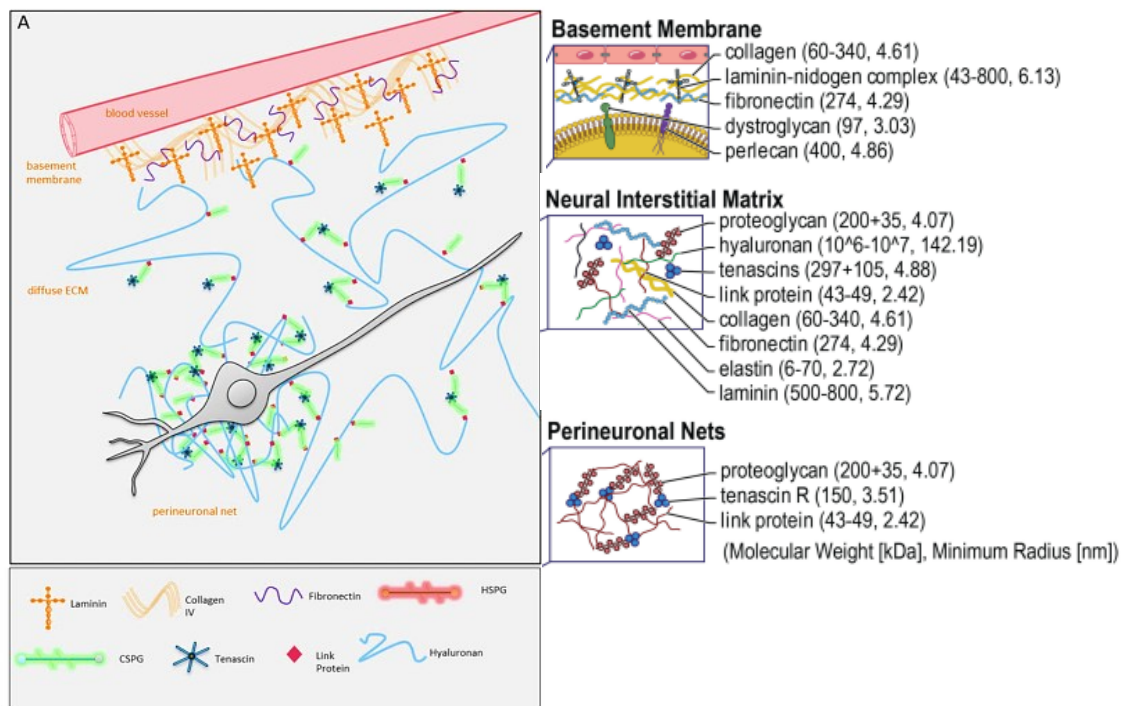 A
blood vessel
basement
membrane
diffuse ECM
perineuronal net
Laminin
Collagen
IV
Fibronectin
HSPG
CSPG
Tenascin
Link
Protein
Hyaluronan
Basement Membrane
collagen (60-340, 4.61)
laminin-nidogen complex (43-800, 6.13)
fibronectin (274, 4.29)
dystroglycan (97, 3.03)
perlecan (400, 4.86)
Neural Interstitial Matrix
proteoglycan (200+35, 4.07)
hyaluronan (10^6-10^7, 142.19)
tenascins (297+105, 4.88)
link protein (43-49, 2.42)
collagen (60-340, 4.61)
fibronectin (274, 4.29)
elastin (6-70, 2.72)
laminin (500-800, 5.72)
Perineuronal Nets
proteoglycan (200+35, 4.07)
tenascin R (150, 3.51)
link protein (43-49, 2.42)
(Molecular Weight [kDa], Minimum Radius [nm])